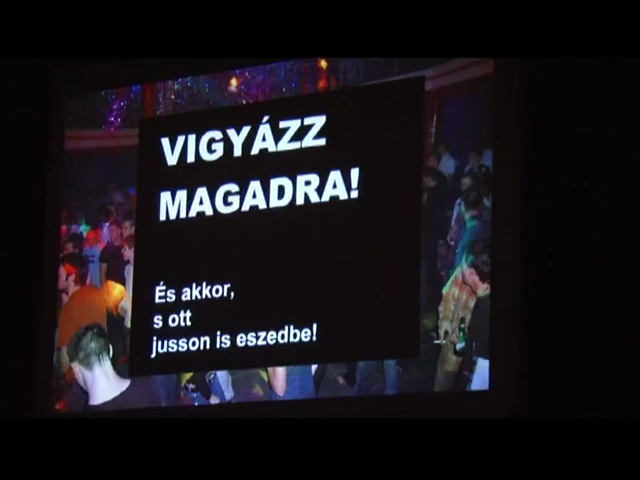 VIGYÁZZ
MAGADRA!
És akkor,
s ott
jusson is eszedbe!